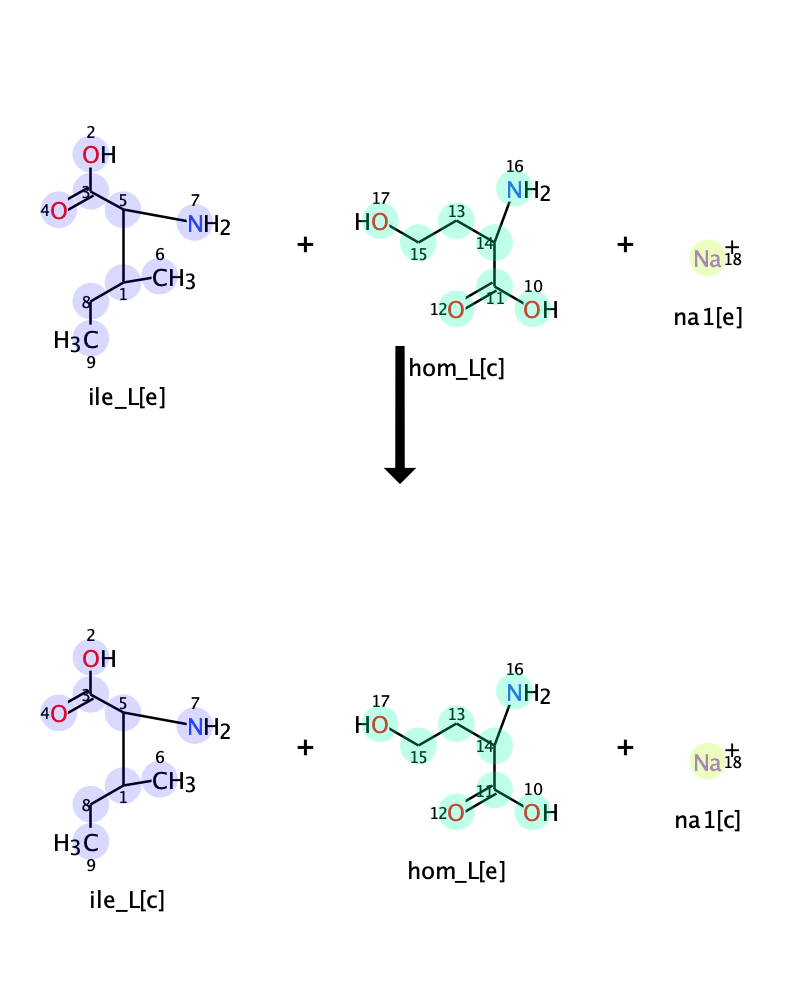 2
OH
3
4O
5
7
NH2
6
CH3
1
8
H3C
9
ile_L[e]
+
16
NH2
17
HO
13
14
15
11
10
12O
OH
hom_L[c]
+
Na+
18
na1[e]
2
OH
3
4O
5
7
NH2
6
CH3
1
8
H3C
9
ile_L[c]
+
16
NH2
17
HO
13
14
15
11
10
12O
OH
hom_L[e]
+
Na+
18
na1[c]